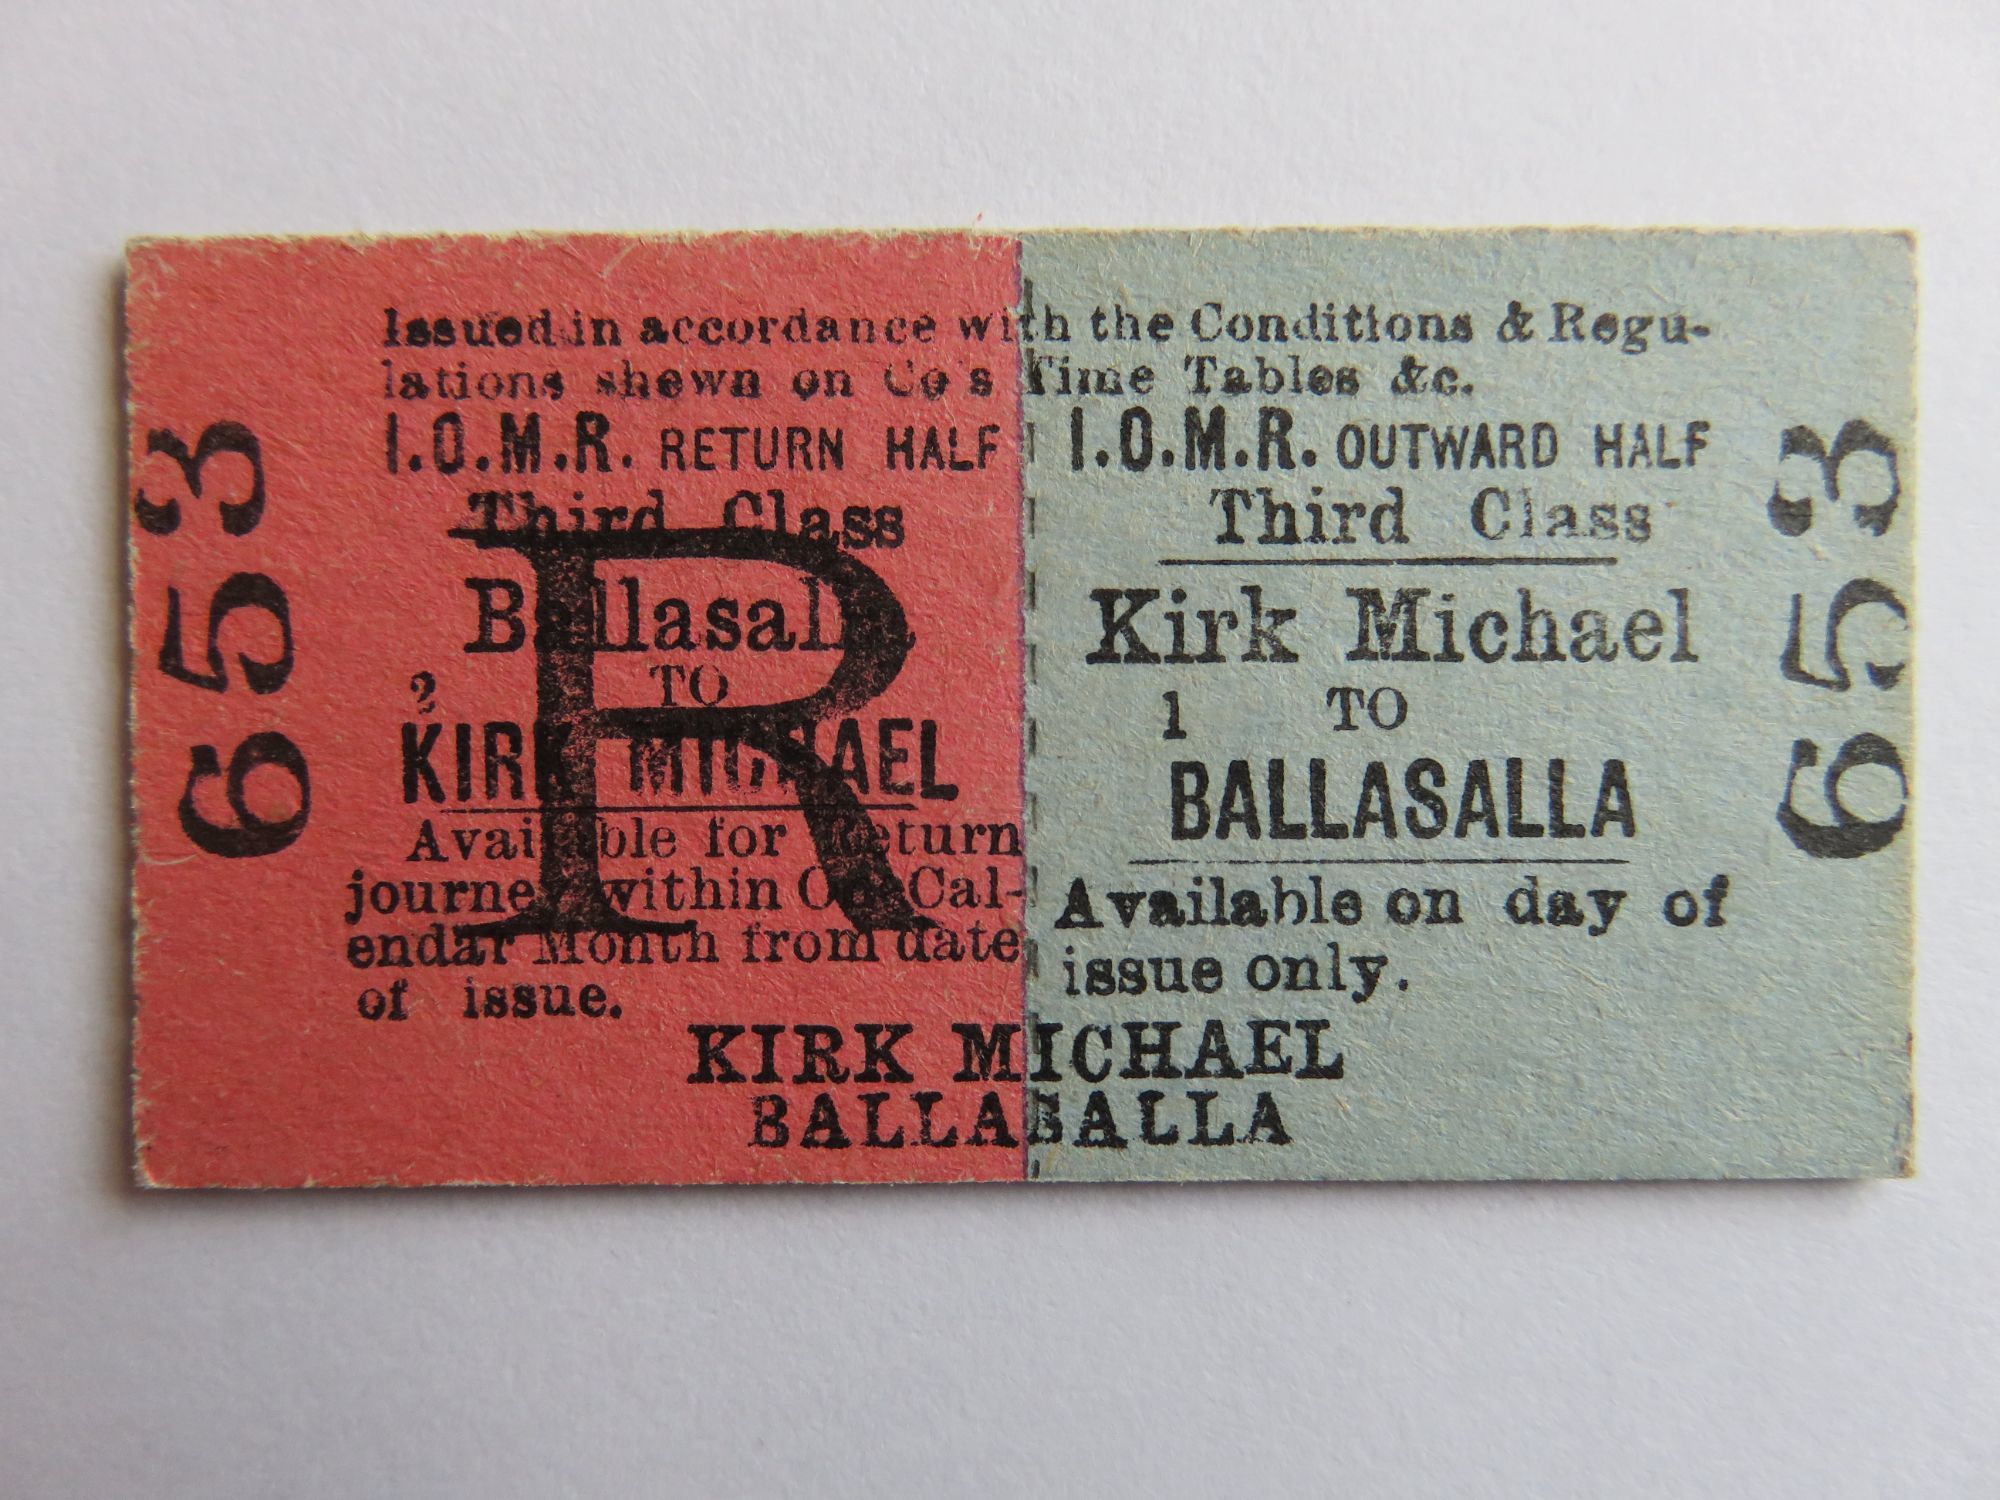 Issued in accordance with the Conditions & Regu-
lations shewn on Co's Time Tables &c.
I.O.M.R. RETURN HALF
Third Class
Ballasalla
2 TO
KIRK MICHAEL
Available for Return
journey within One Cal-
endar Month from date
of issue.
R
653
I.O.M.R. OUTWARD HALF
Third Class
Kirk Michael
1 TO
BALLASALLA
Available on day of
issue only.
653
KIRK MICHAEL
BALLASALLA